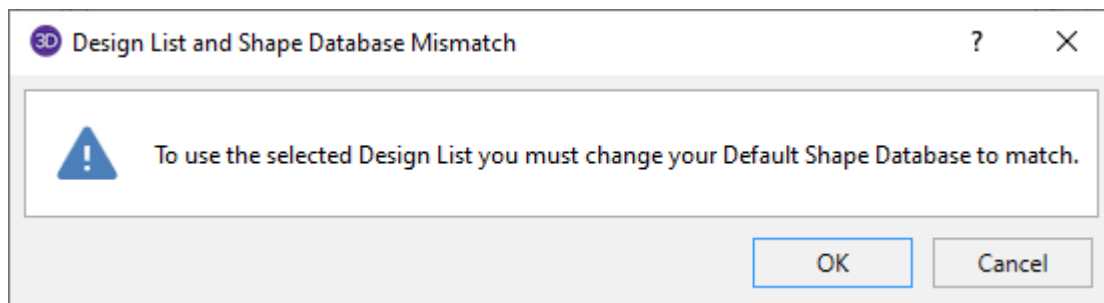 3D Design List and Shape Database Mismatch ?
To use the selected Design List you must change your Default Shape Database to match.
OK Cancel